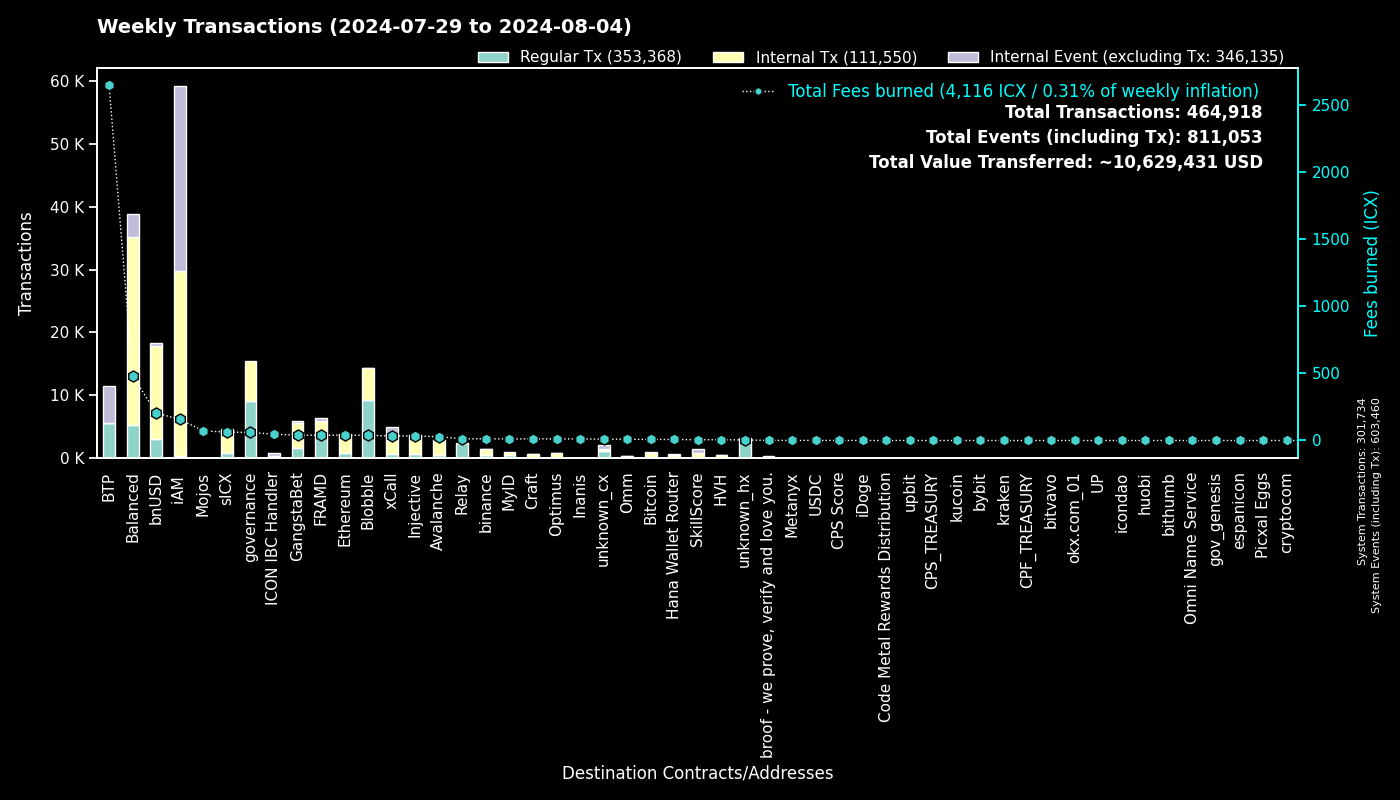 Weekly Transactions (2024-07-29 to 2024-08-04)
Regular Tx (353,368)
Internal Tx (111,550)
Internal Event (excluding Tx: 346,135)
Total Fees burned (4,116 ICX / 0.31% of weekly inflation)
Total Transactions: 464,918
Total Events (including Tx): 811,053
Total Value Transferred: ~10,629,431 USD
Transactions
60 K
50 K
40 K
30 K
20 K
10 K
0 K
2500
2000
1500
1000
500
0
Fees burned (ICX)
System Transactions: 301,734
System Events (including Tx): 603,460
BTP
Balanced
bnUSD
iAM
Mojos
sICX
governance
ICON IBC Handler
GangstaBet
FRAMD
Ethereum
Blobble
xCall
Injective
Avalanche
Relay
binance
MyID
Craft
Optimus
Inanis
unknown_cx
Omm
Bitcoin
Hana Wallet Router
SkillScore
HVH
unknown_hx
broof - we prove, verify and love you.
Metanyx
USDC
CPS Score
iDoge
Code Metal Rewards Distribution
upbit
CPS_TREASURY
kucoin
bybit
kraken
CPF_TREASURY
bitvavo
okx.com_01
UP
icondao
huobi
bithumb
Omni Name Service
gov_genesis
espanicon
Picxal Eggs
cryptocom
Destination Contracts/Addresses